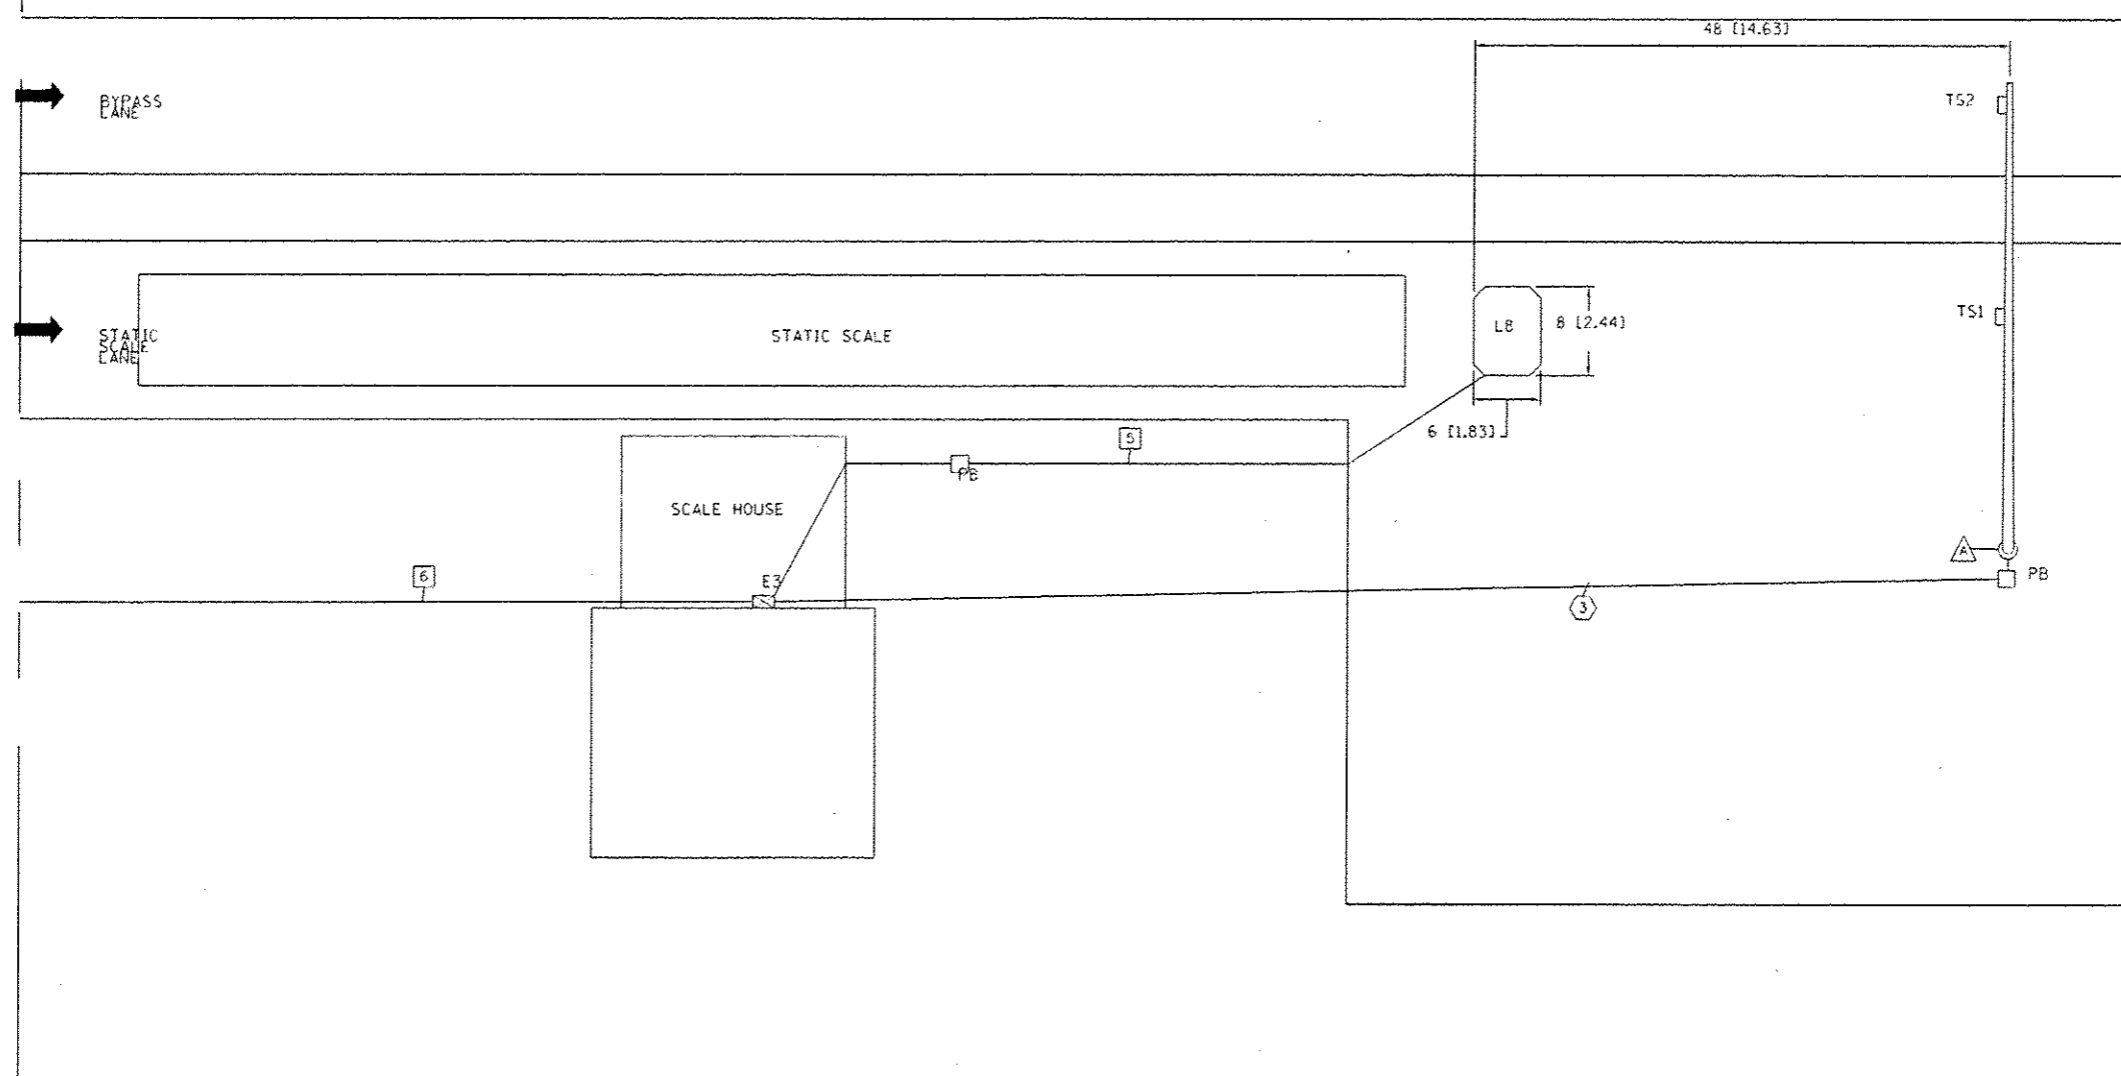 48 [14.63]
BYPASS
LANE
TS2
STATIC
SCALE
LANE
STATIC SCALE
L8
8 [2.44]
TS1
6 [1.83]
5
PB
SCALE HOUSE
6
E3
A
PB
3